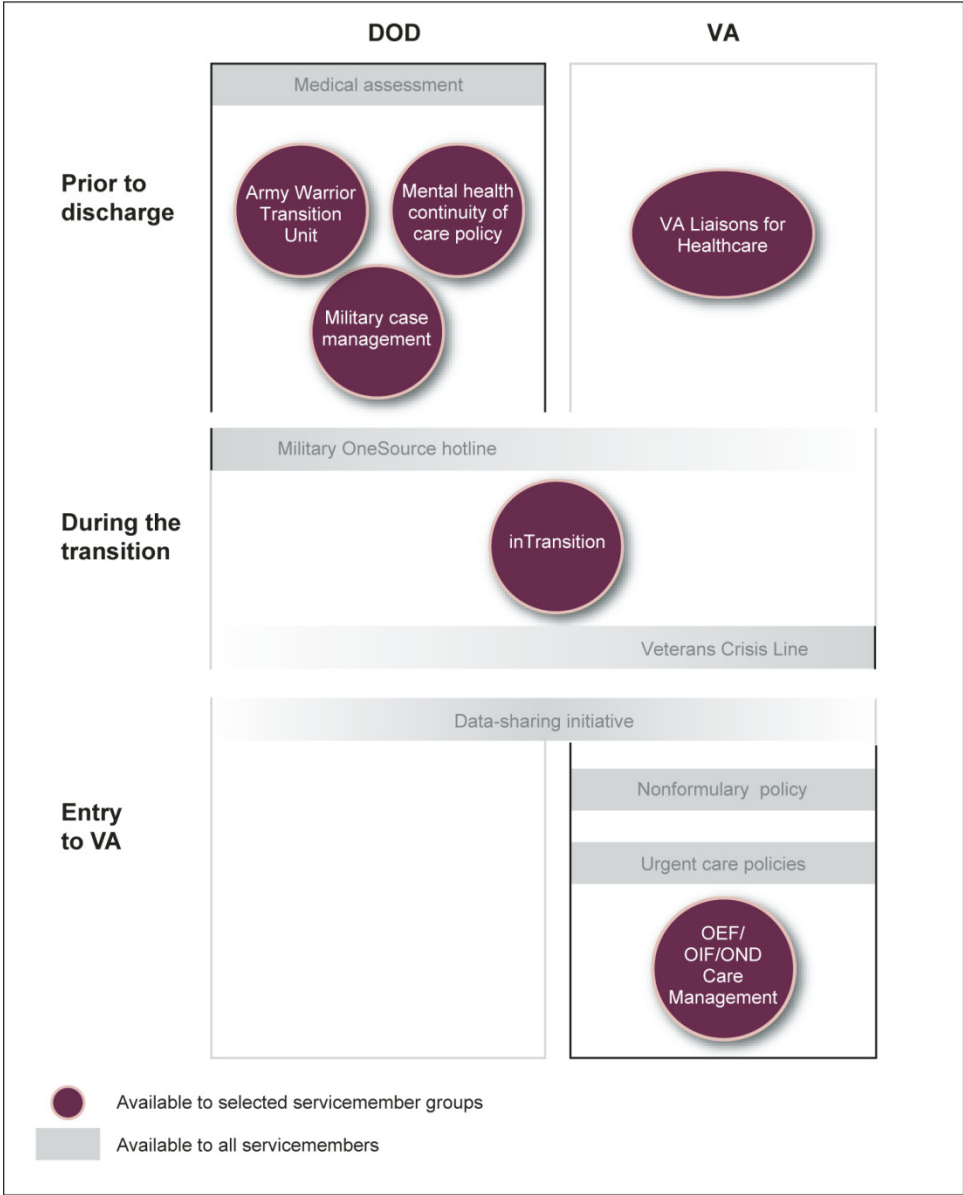 DOD
VA
Medical assessment
Prior to
discharge
Army Warrior
Transition
Unit
Mental health
continuity of
care policy
Military case
management
VA Liaisons for
Healthcare
Military OneSource hotline
During the
transition
inTransition
Veterans Crisis Line
Data-sharing initiative
Entry
to VA
Nonformulary policy
Urgent care policies
OEF/
OIF/OND
Care
Management
Available to selected servicemember groups
Available to all servicemembers